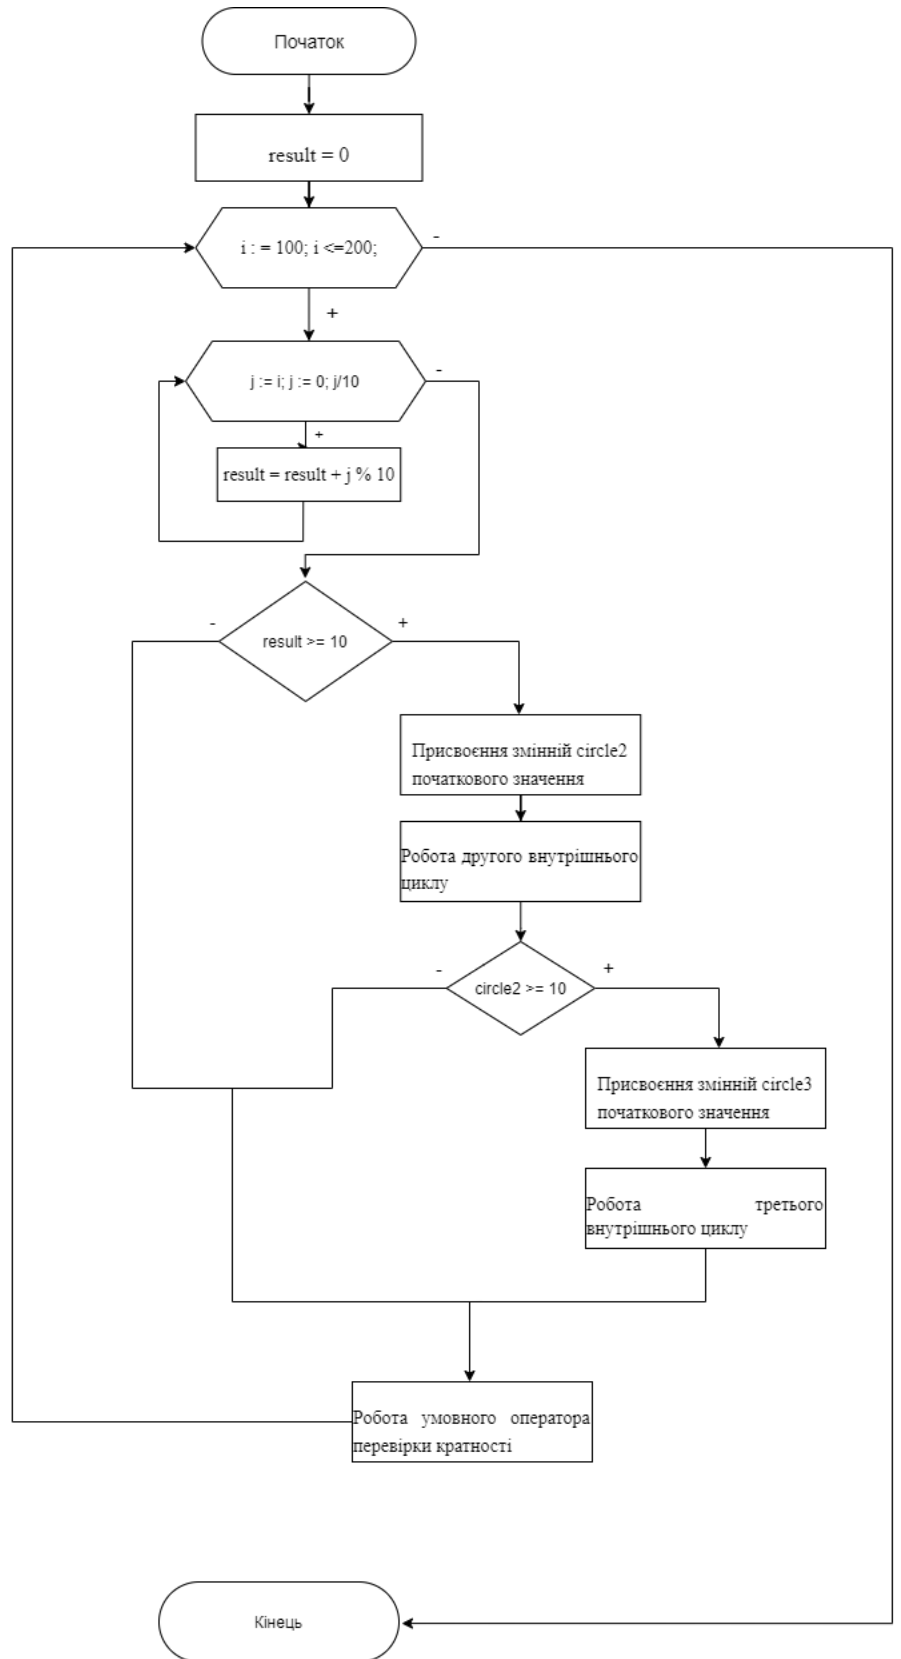 Початок
result = 0
i : = 100; i <=200;
-
+
j := i; j := 0; j/10
-
+
result = result + j % 10
-
+
result >= 10
Присвоєння змінній circle2
початкового значення
Робота другого внутрішнього
циклу
-
+
circle2 >= 10
Присвоєння змінній circle3
початкового значення
Робота третього
внутрішнього циклу
Робота умовного оператора
перевірки кратності
Кінець